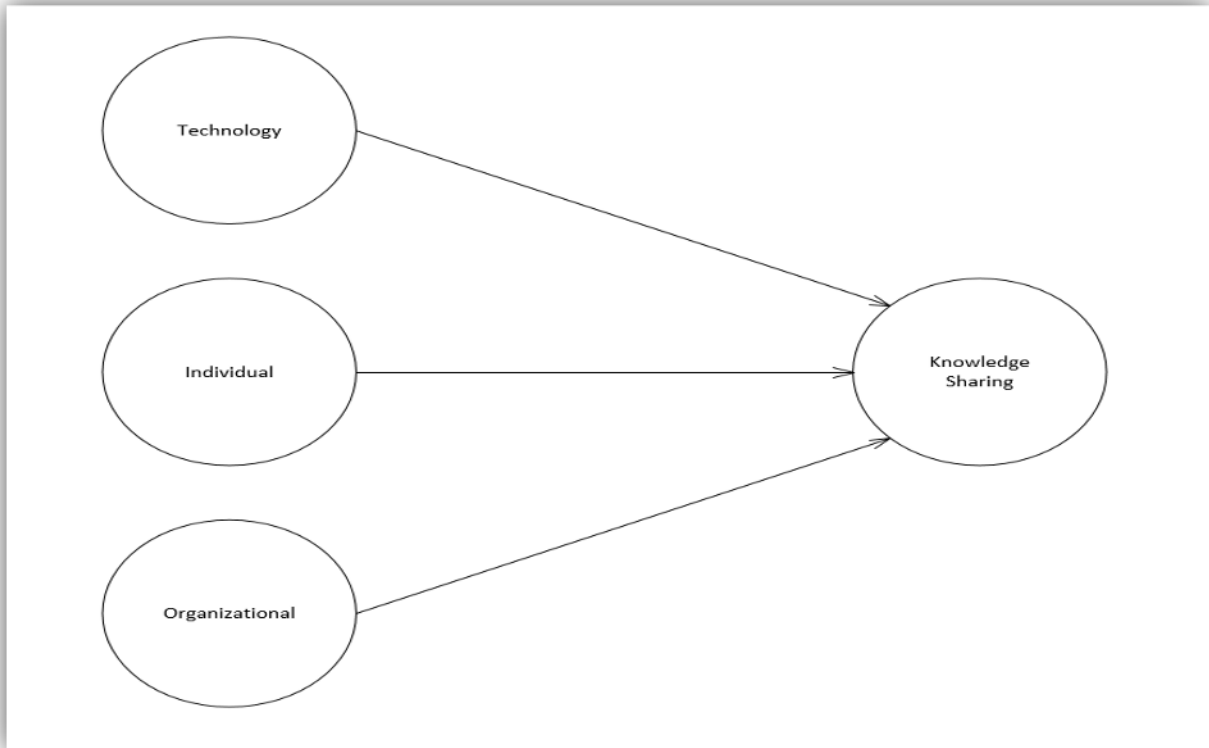 Technology
Individual
Knowledge
Sharing
Organizational